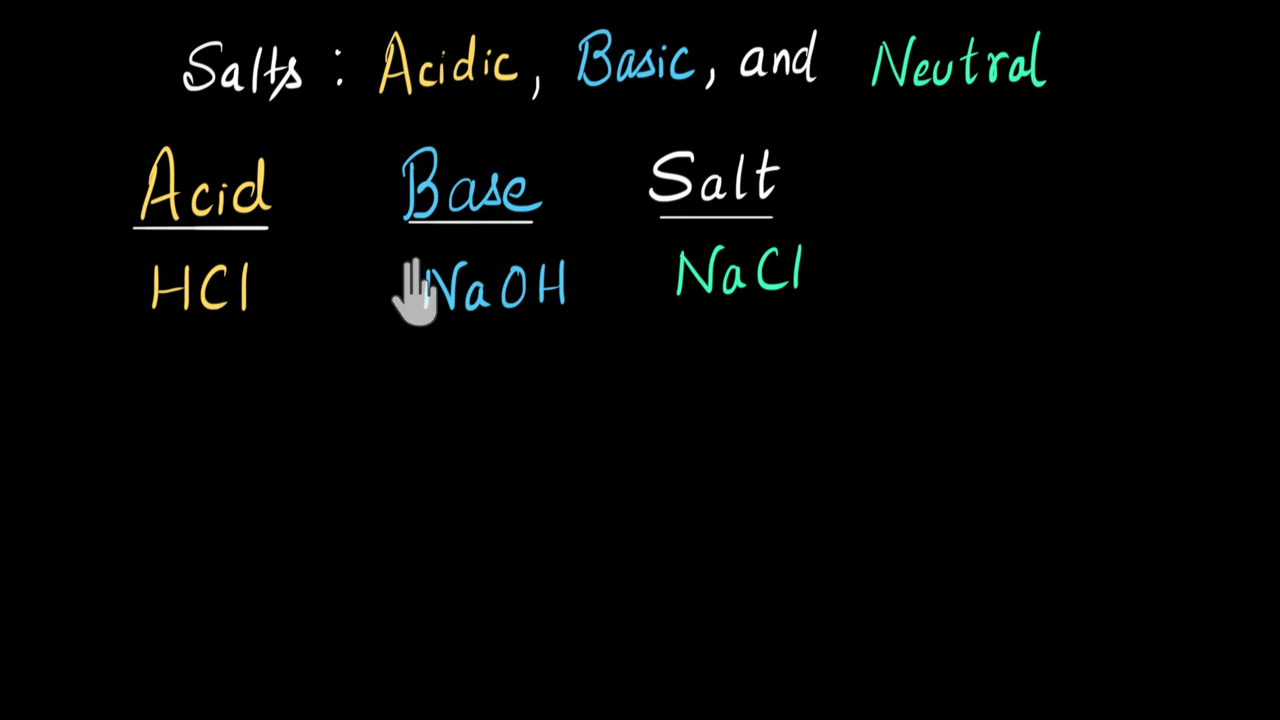 Salts : Acidic, Basic, and Neutral
Acid Base Salt
HCl NaOH NaCl